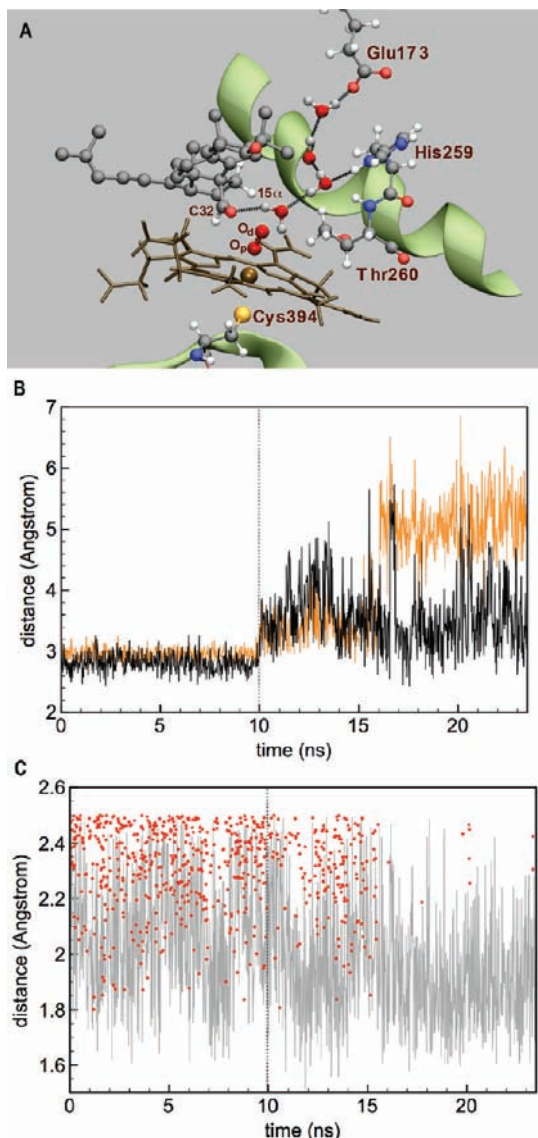 A
Glu173
His259
15α
C32
Od
Op
Thr260
Cys394
B
7
6
5
4
3
2
distance (Angstrom)
0 5 10 15 20
time (ns)
C
2.6
2.4
2.2
2
1.8
1.6
distance (Angstrom)
0 5 10 15 20
time (ns)